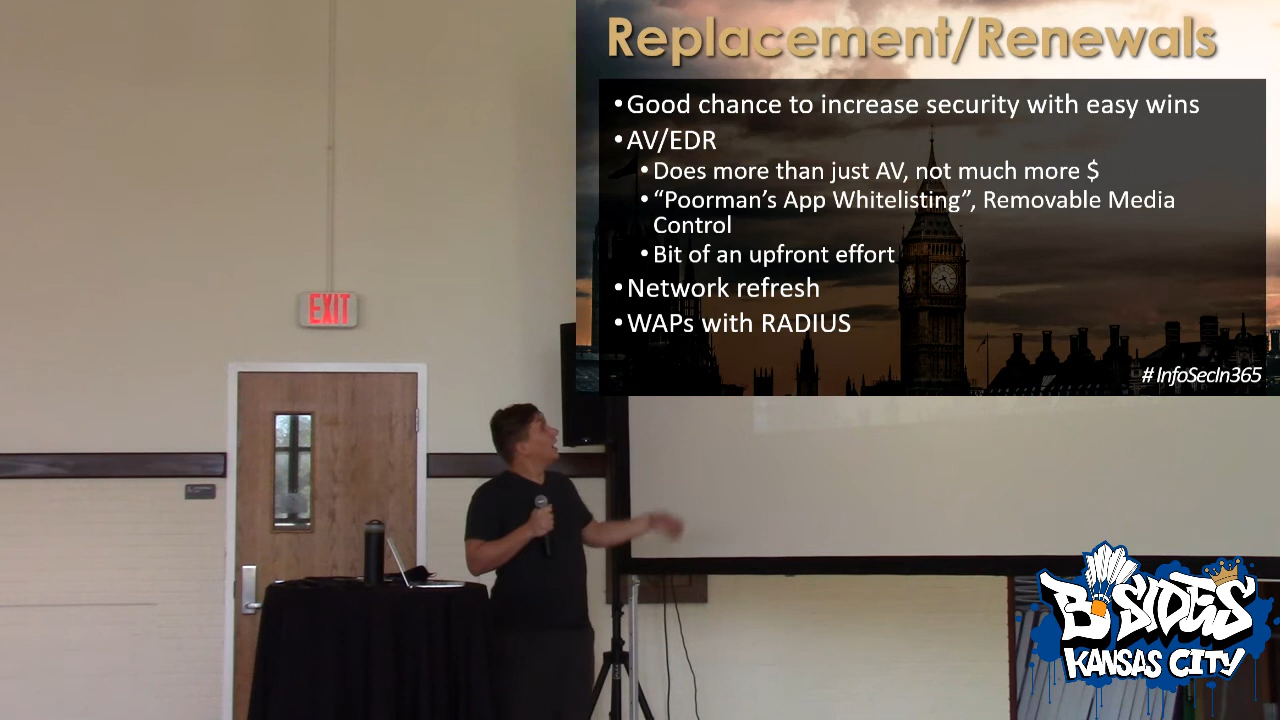 Replacement/Renewals
•Good chance to increase security with easy wins
•AV/EDR
•Does more than just AV, not much more $
•“Poorman’s App Whitelisting”, Removable Media
Control
•Bit of an upfront effort
•Network refresh
•WAPs with RADIUS
# InfoSecIn365
EXIT
B•SIDES
KANSAS CITY